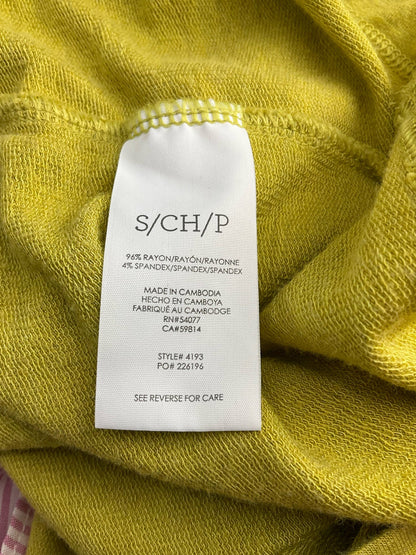 S/CH/P
96% RAYON/RAYÓN/RAYONNE
4% SPANDEX/SPANDEX/SPANDEX
MADE IN CAMBODIA
HECHO EN CAMBOYA
FABRIQUÉ AU CAMBODGE
RN#54077
CA#59814
STYLE# 4193
PO# 226196
SEE REVERSE FOR CARE